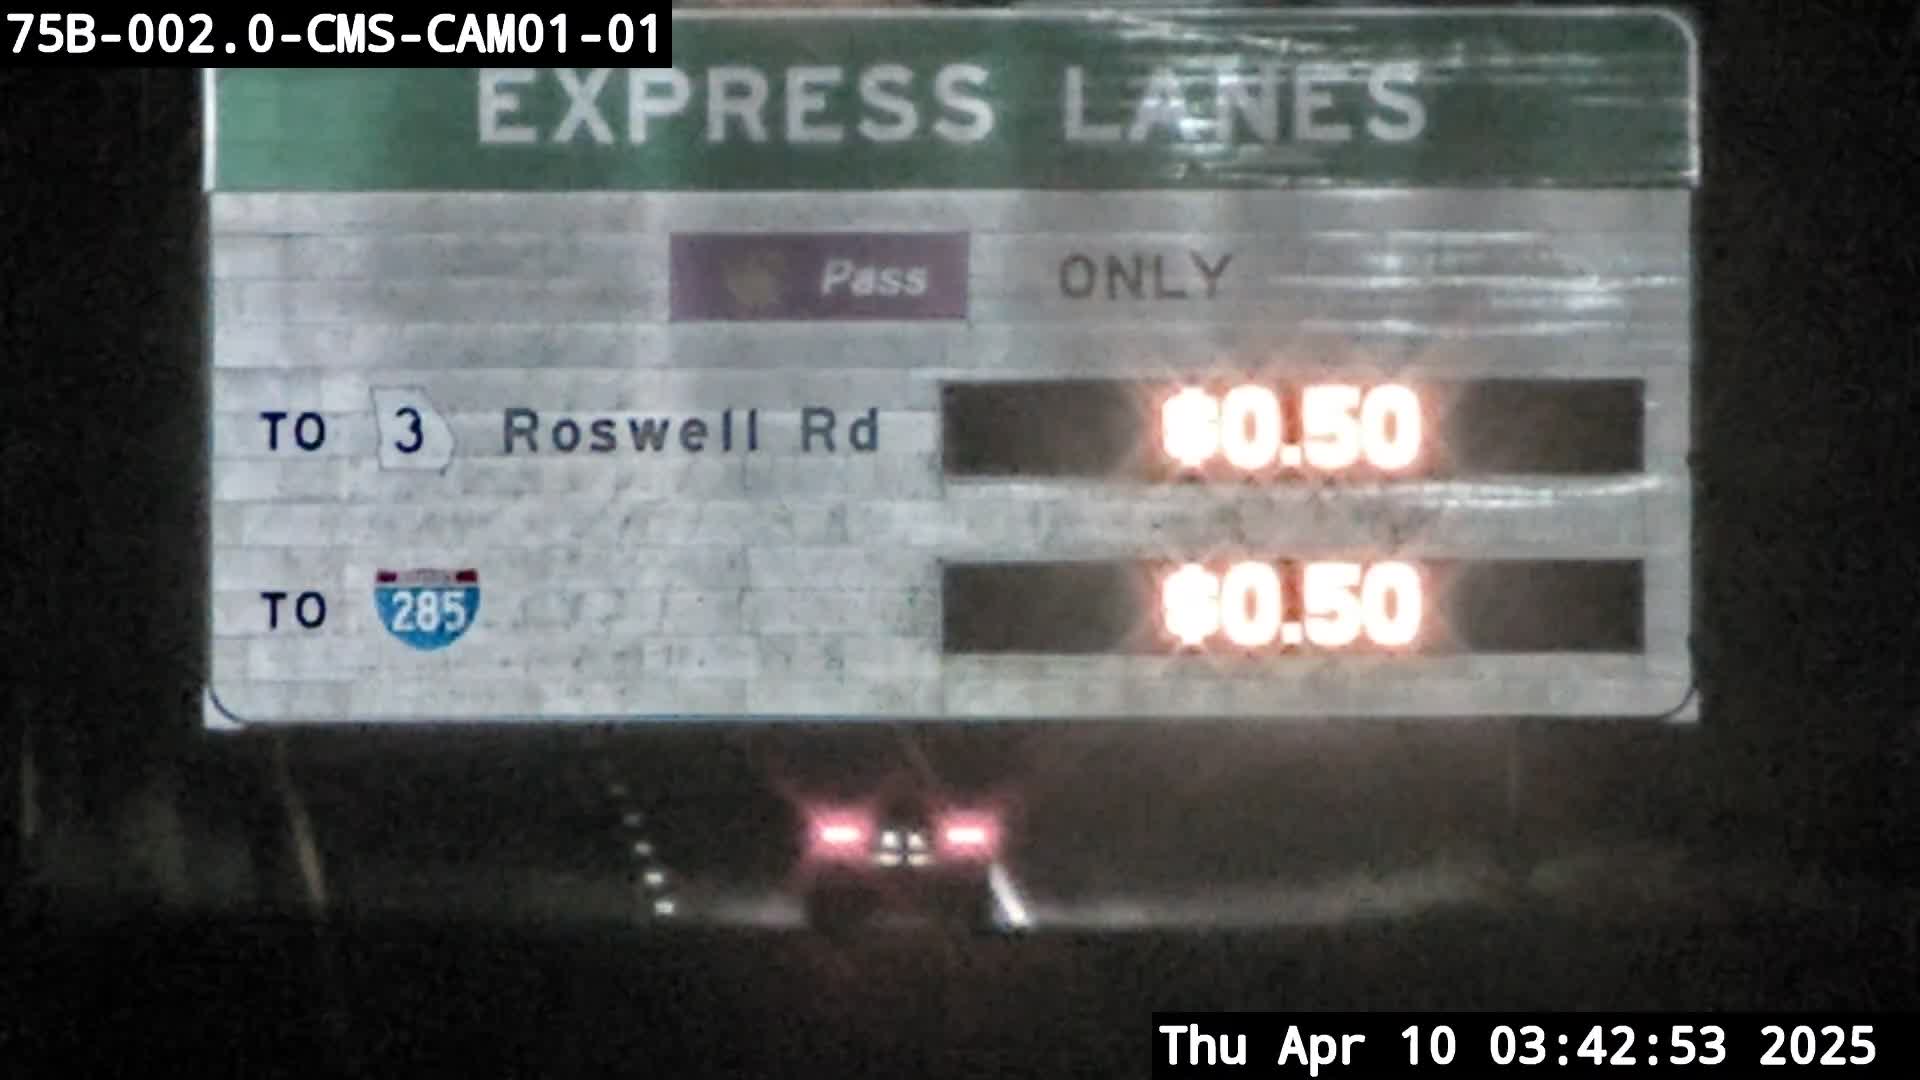 75B-002.0-CMS-CAM01-01
EXPRESS LANES
Pass ONLY
TO 3 Roswell Rd $0.50
TO 285 $0.50
Thu Apr 10 03:42:53 2025